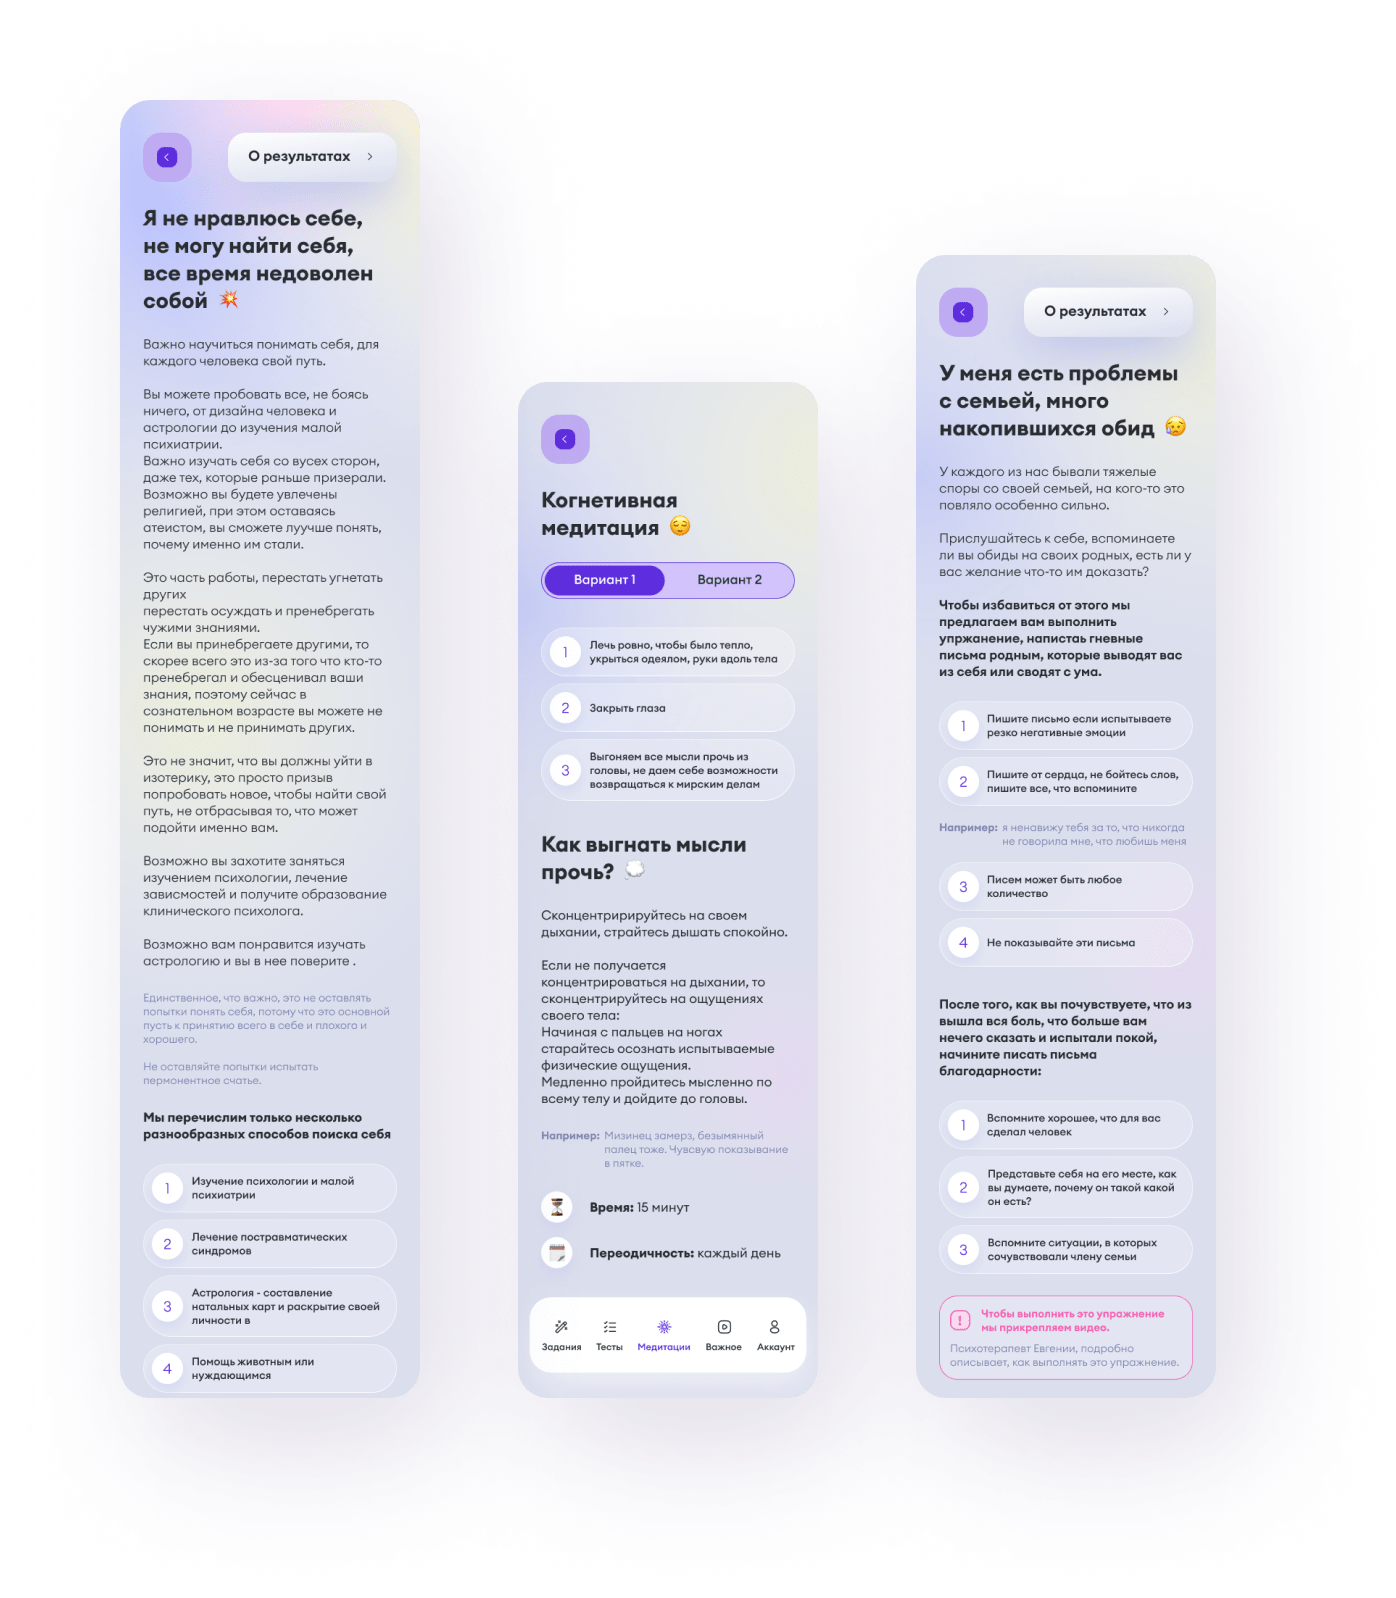 О результатах
Я не нравлюсь себе,
не могу найти себя,
все время недоволен
собой 💥
Важно научиться понимать себя, для
каждого человека свой путь.
Вы можете пробовать все, не боясь
ничего, от дизайна человека и
астрологии до изучения малой
психиатрии.
Важно изучать себя со вусех сторон,
даже тех, которые раньше призерали.
Возможно вы будете увлечены
религией, при этом оставаясь
атеистом, вы сможете луучше понять,
почему именно им стали.
Это часть работы, перестать угнетать
других
перестать осуждать и пренебрегать
чужими знаниями.
Если вы принебрегаете другими, то
скорее всего это из-за того что кто-то
пренебрегал и обесценивал ваши
знания, поэтому сейчас в
сознательном возрасте вы можете не
понимать и не принимать других.
Это не значит, что вы должны уйти в
изотерику, это просто призыв
попробовать новое, чтобы найти свой
путь, не отбрасывая то, что может
подойти именно вам.
Возможно вы захотите заняться
изучением психологии, лечение
зависмостей и получите образование
клинического психолога.
Возможно вам понравится изучать
астрологию и вы в нее поверите .
Единственное, что важно, это не оставлять
попытки понять себя, потому что это основной
пусть к принятию всего в себе и плохого и
хорошего.
Не оставляйте попытки испытать
пермонентное счатье.
Мы перечислим только несколько
разнообразных способов поиска себя
1 Изучение психологии и малой
психиатрии
2 Лечение постравматических
синдромов
3 Астрология - составление
натальных карт и раскрытие своей
личности в
4 Помощь животным или
нуждающимся
Когнетивная
медитация 😌
Вариант 1 Вариант 2
1 Лечь ровно, чтобы было тепло,
укрыться одеялом, руки вдоль тела
2 Закрыть глаза
3 Выгоняем все мысли прочь из
головы, не даем себе возможности
возвращаться к мирским делам
Как выгнать мысли
прочь? 💭
Сконцентририруйтесь на своем
дыхании, страйтесь дышать спокойно.
Если не получается
концентрироваться на дыхании, то
сконцентрируйтесь на ощущениях
своего тела:
Начиная с пальцев на ногах
старайтесь осознать испытываемые
физические ощущения.
Медленно пройдитесь мысленно по
всему телу и дойдите до головы.
Например: Мизинец замерз, безымянный
палец тоже. Чувсвую показывание
в пятке.
Время: 15 минут
Переодичность: каждый день
Задания Тесты Медитации Важное Аккаунт
О результатах
У меня есть проблемы
с семьей, много
накопившихся обид 😥
У каждого из нас бывали тяжелые
споры со своей семьей, на кого-то это
повляло особенно сильно.
Прислушайтесь к себе, вспоминаете
ли вы обиды на своих родных, есть ли у
вас желание что-то им доказать?
Чтобы избавиться от этого мы
предлагаем вам выполнить
упржанение, напистаь гневные
письма родным, которые выводят вас
из себя или сводят с ума.
1 Пишите письмо если испытываете
резко негативные эмоции
2 Пишите от сердца, не бойтесь слов,
пишите все, что вспомните
Например: я ненавижу тебя за то, что никогда
не говорила мне, что любишь меня
3 Писем может быть любое
количество
4 Не показывайте эти письма
После того, как вы почувствуете, что из
вышла вся боль, что больше вам
нечего сказать и испытали покой,
начините писать письма
благодарности:
1 Вспомните хорошее, что для вас
сделал человек
2 Представьте себя на его месте, как
вы думаете, почему он такой какой
он есть?
3 Вспомните ситуации, в которых
сочувствовали члену семьи
Чтобы выполнить это упражнение
мы прикрепляем видео.
Психотерапевт Евгении, подробно
описывает, как выполнять это упражнение.